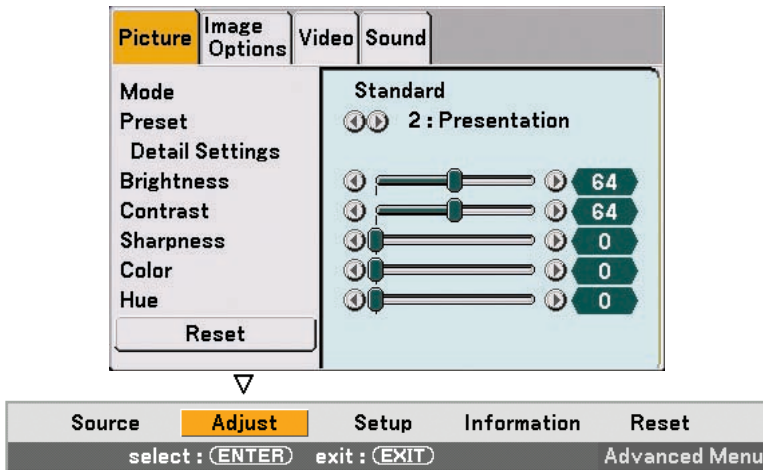 Picture Image Options Video Sound
Mode Standard
Preset 2 : Presentation
Detail Settings
Brightness 64
Contrast 64
Sharpness 0
Color 0
Hue 0
Reset
Source Adjust Setup Information Reset
select : ENTER exit : EXIT Advanced Menu